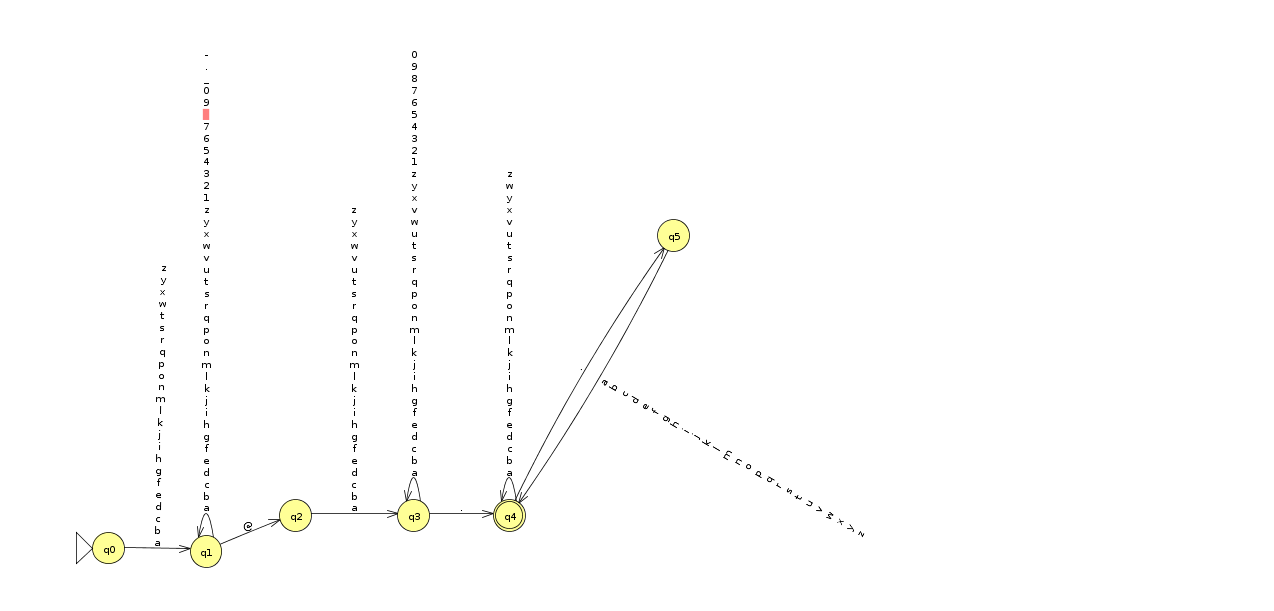 z y x w t s r q p o n m l k j i h g f e d c b a
- . _ 0 9 7 6 5 4 3 2 1 z y x w v u t s r q p o n m l k j i h g f e d c b a
z y x w v u t s r q p o n m l k j i h g f e d c b a
0 9 8 7 6 5 4 3 2 1 z y x v w u t s r q p o n m l k j i h g f e d c b a
z w y x v u t s r q p o n m l k j i h g f e d c b a
q5
.
a b c d e f g h i j k l m n o p q r s t u v w x y z
q0
q1
@
q2
q3
.
q4